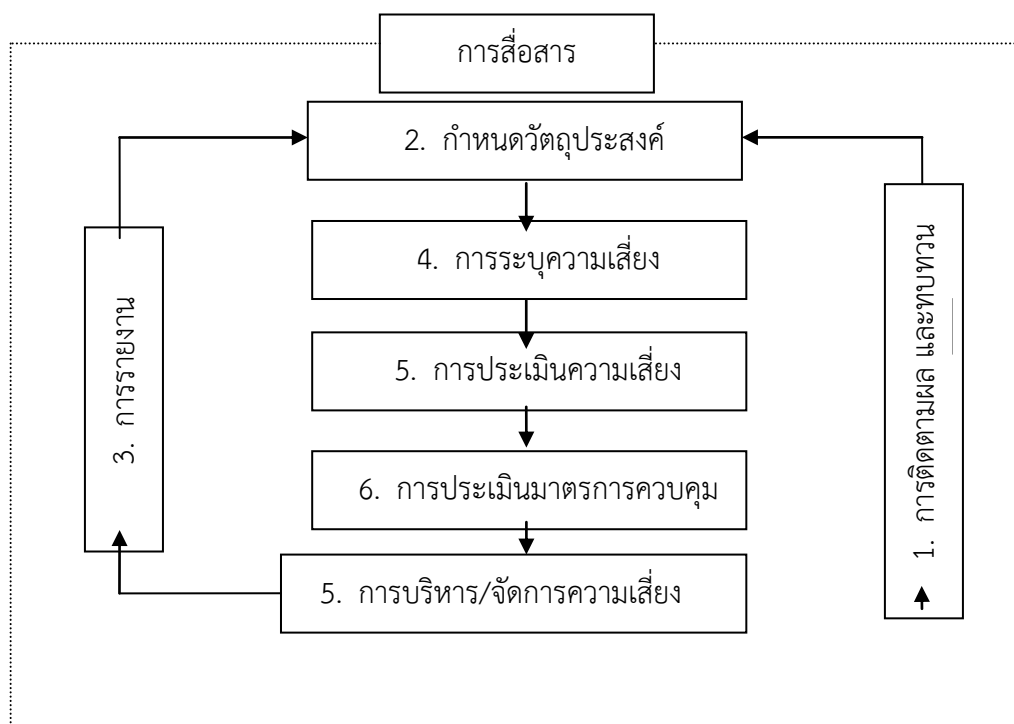 การสื่อสาร
2. กำหนดวัตถุประสงค์
4. การระบุความเสี่ยง
5. การประเมินความเสี่ยง
6. การประเมินมาตรการควบคุม
5. การบริหาร/จัดการความเสี่ยง
3. การรายงาน
1. การติดตามผล และทบทวน